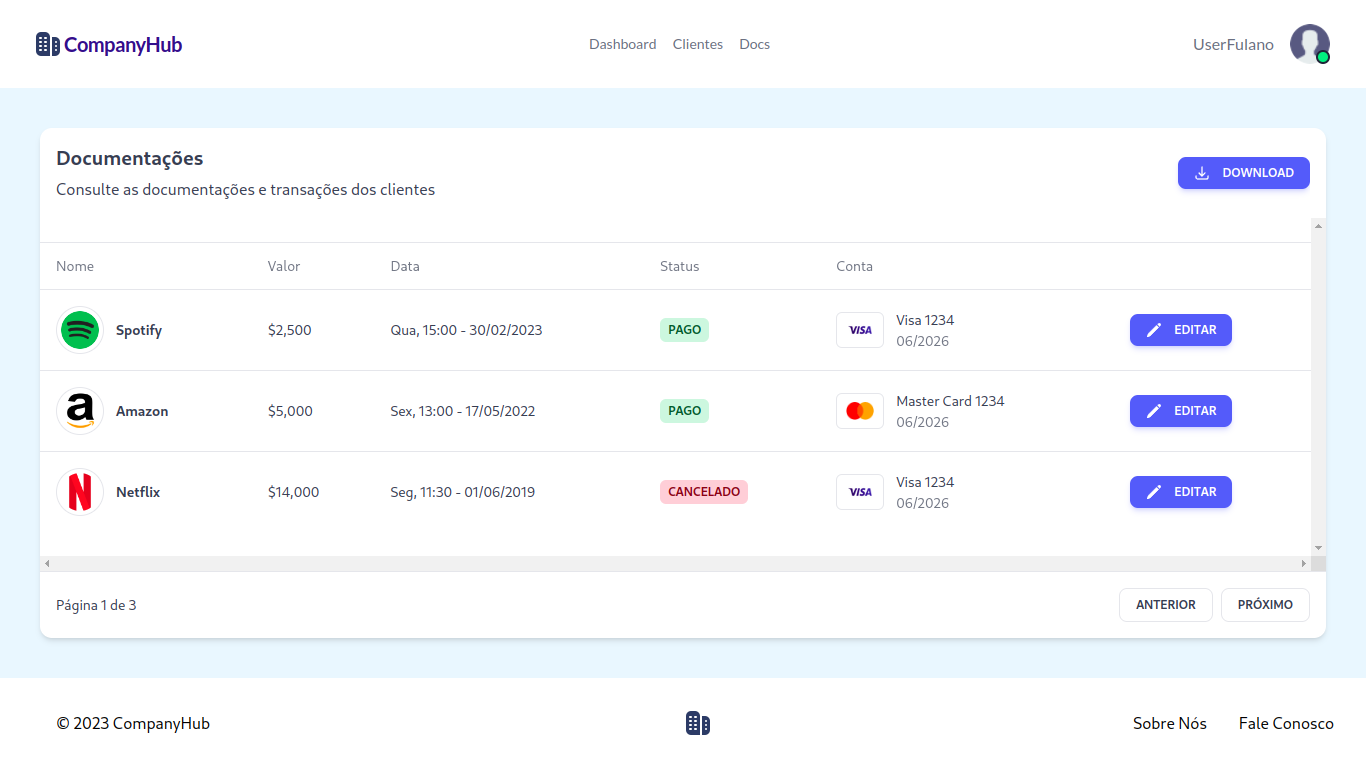 CompanyHub
Dashboard Clientes Docs
UserFulano
Documentações
Consulte as documentações e transações dos clientes
DOWNLOAD
Nome Valor Data Status Conta
Spotify $2,500 Qua, 15:00 - 30/02/2023 PAGO VISA Visa 1234
06/2026
EDITAR
Amazon $5,000 Sex, 13:00 - 17/05/2022 PAGO Master Card 1234
06/2026
EDITAR
Netflix $14,000 Seg, 11:30 - 01/06/2019 CANCELADO VISA Visa 1234
06/2026
EDITAR
Página 1 de 3
ANTERIOR PRÓXIMO
© 2023 CompanyHub
Sobre Nós Fale Conosco